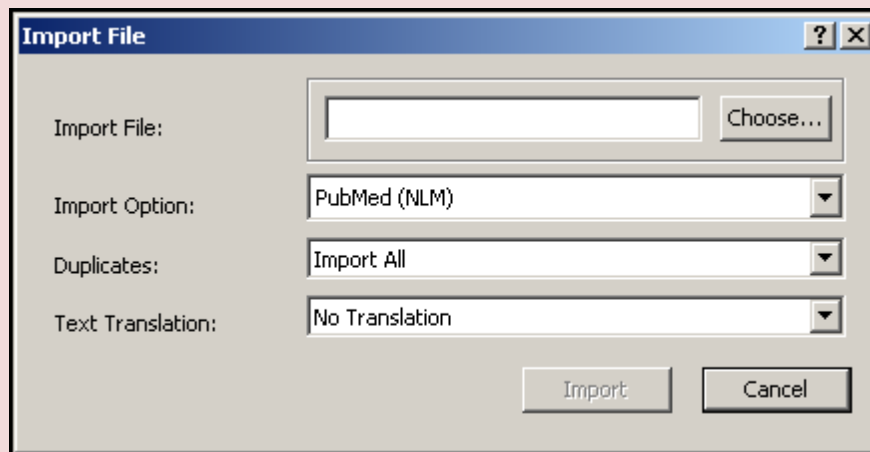 Import File
Import File:
Choose...
Import Option:
PubMed (NLM)
Duplicates:
Import All
Text Translation:
No Translation
Import
Cancel